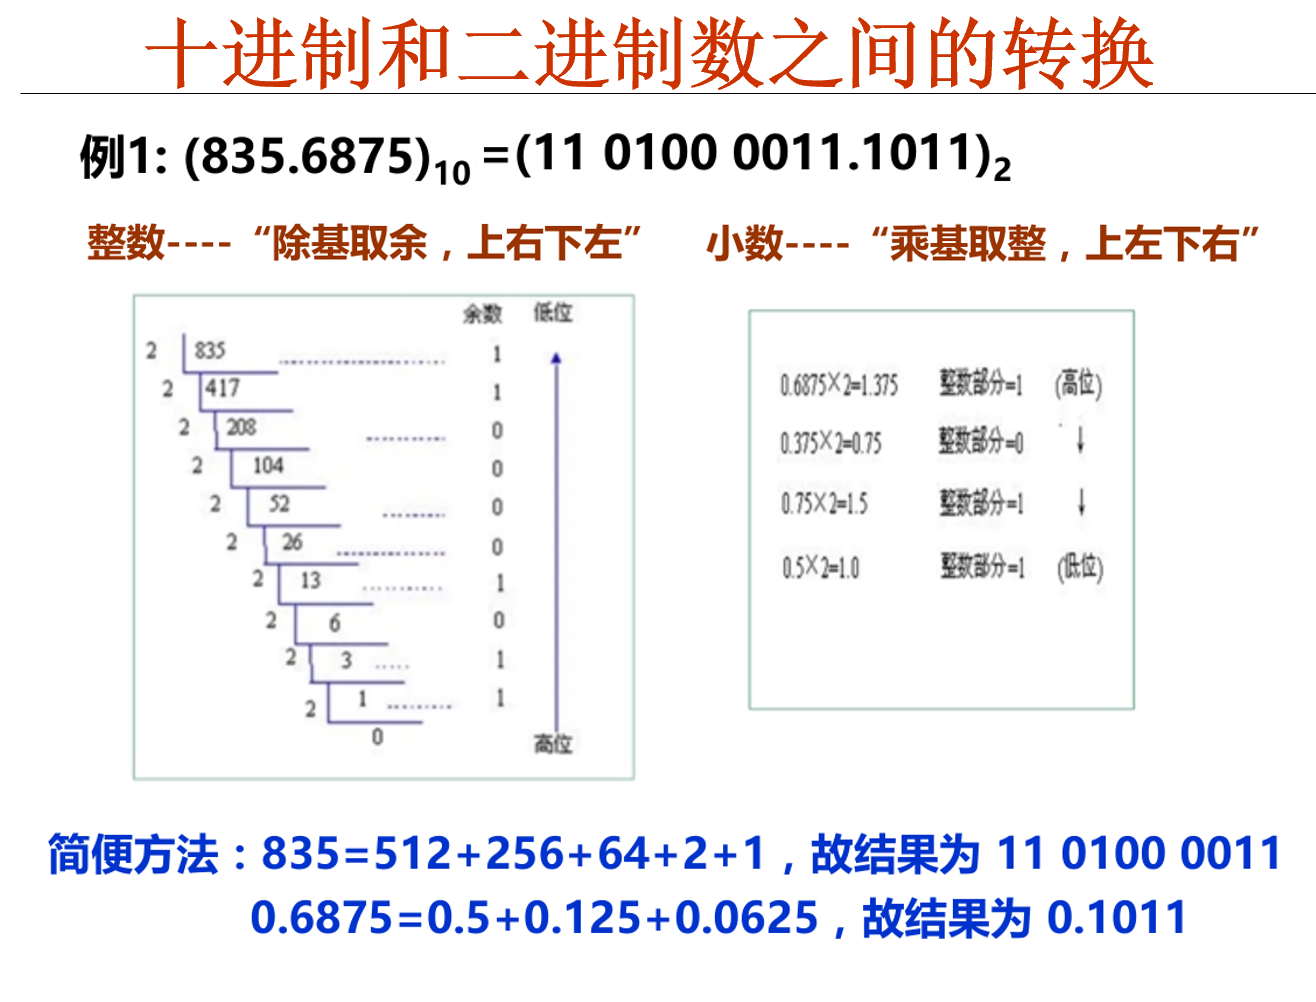 十进制和二进制数之间的转换
例1: (835.6875)10 =(11 0100 0011.1011)2
整数----“除基取余，上右下左”
小数----“乘基取整，上左下右”
余数 低位
2 835 1
2 417 1
2 208 0
2 104 0
2 52 0
2 26 0
2 13 1
2 6 0
2 3 1
2 1 1
0 高位
0.6875×2=1.375 整数部分=1 (高位)
0.375×2=0.75 整数部分=0 ↓
0.75×2=1.5 整数部分=1 ↓
0.5×2=1.0 整数部分=1 (低位)
简便方法：835=512+256+64+2+1，故结果为 11 0100 0011
0.6875=0.5+0.125+0.0625，故结果为 0.1011